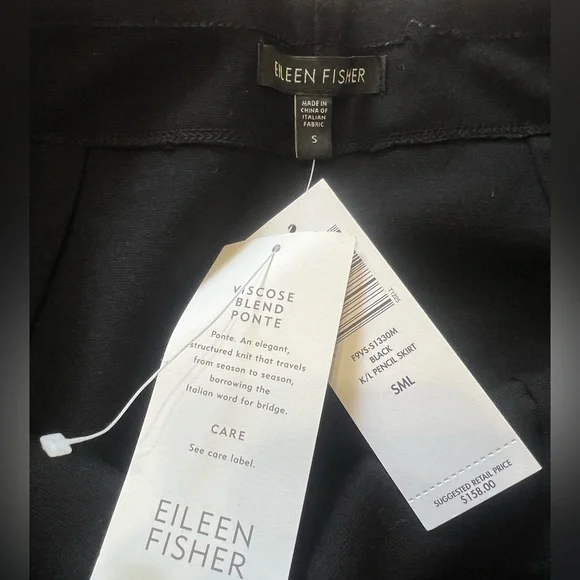 EILEEN FISHER
MADE IN
CHINA OF
ITALIAN
FABRIC
S
VISCOSE
BLEND
PONTE
Ponte. An elegant,
structured knit that travels
from season to season,
borrowing the
Italian word for bridge.
CARE
See care label.
EILEEN
FISHER
F9VS-S1330M
BLACK
K/L PENCIL SKIRT
SML
SUGGESTED RETAIL PRICE
$158.00